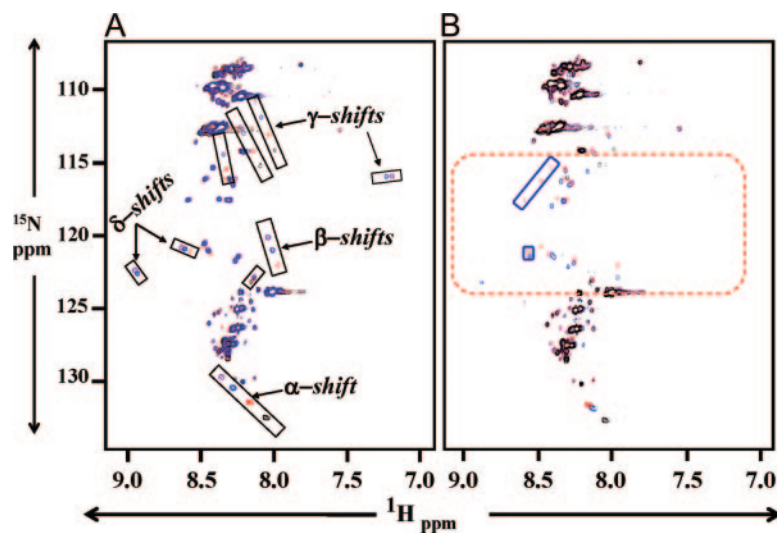 A
B
γ–shifts
δ–shifts
β–shifts
α–shift
110
115
¹⁵N
ppm
120
125
130
9.0 8.5 8.0 7.5 7.0
9.0 8.5 8.0 7.5 7.0
¹H ppm